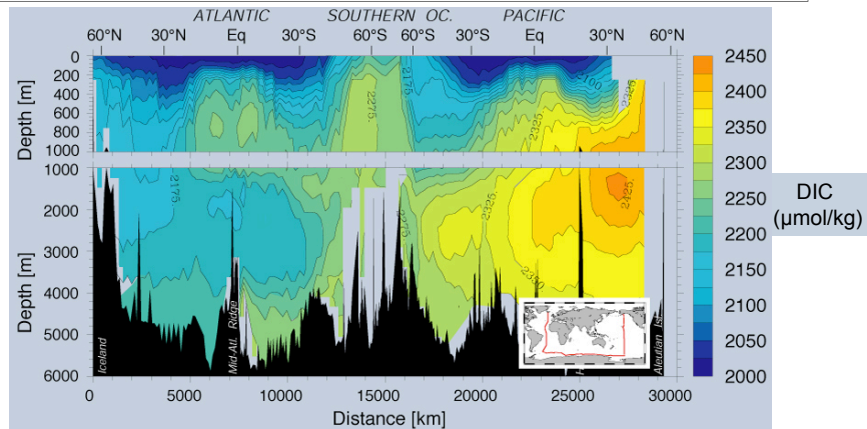 ATLANTIC SOUTHERN OC. PACIFIC
60°N 30°N Eq 30°S 60°S 60°S 30°S Eq 30°N 60°N
Depth [m]
0
200
400
600
800
1000
2175
2275.
2100
2325.
2325.
1000
2000
3000
4000
5000
6000
Depth [m]
2175
2275
2325.
2425.
2350
Iceland
Mid-Atl. Ridge
H
Aleutian Isl
0 5000 10000 15000 20000 25000 30000
Distance [km]
2450
2400
2350
2300
2250
2200
2150
2100
2050
2000
DIC
(μmol/kg)